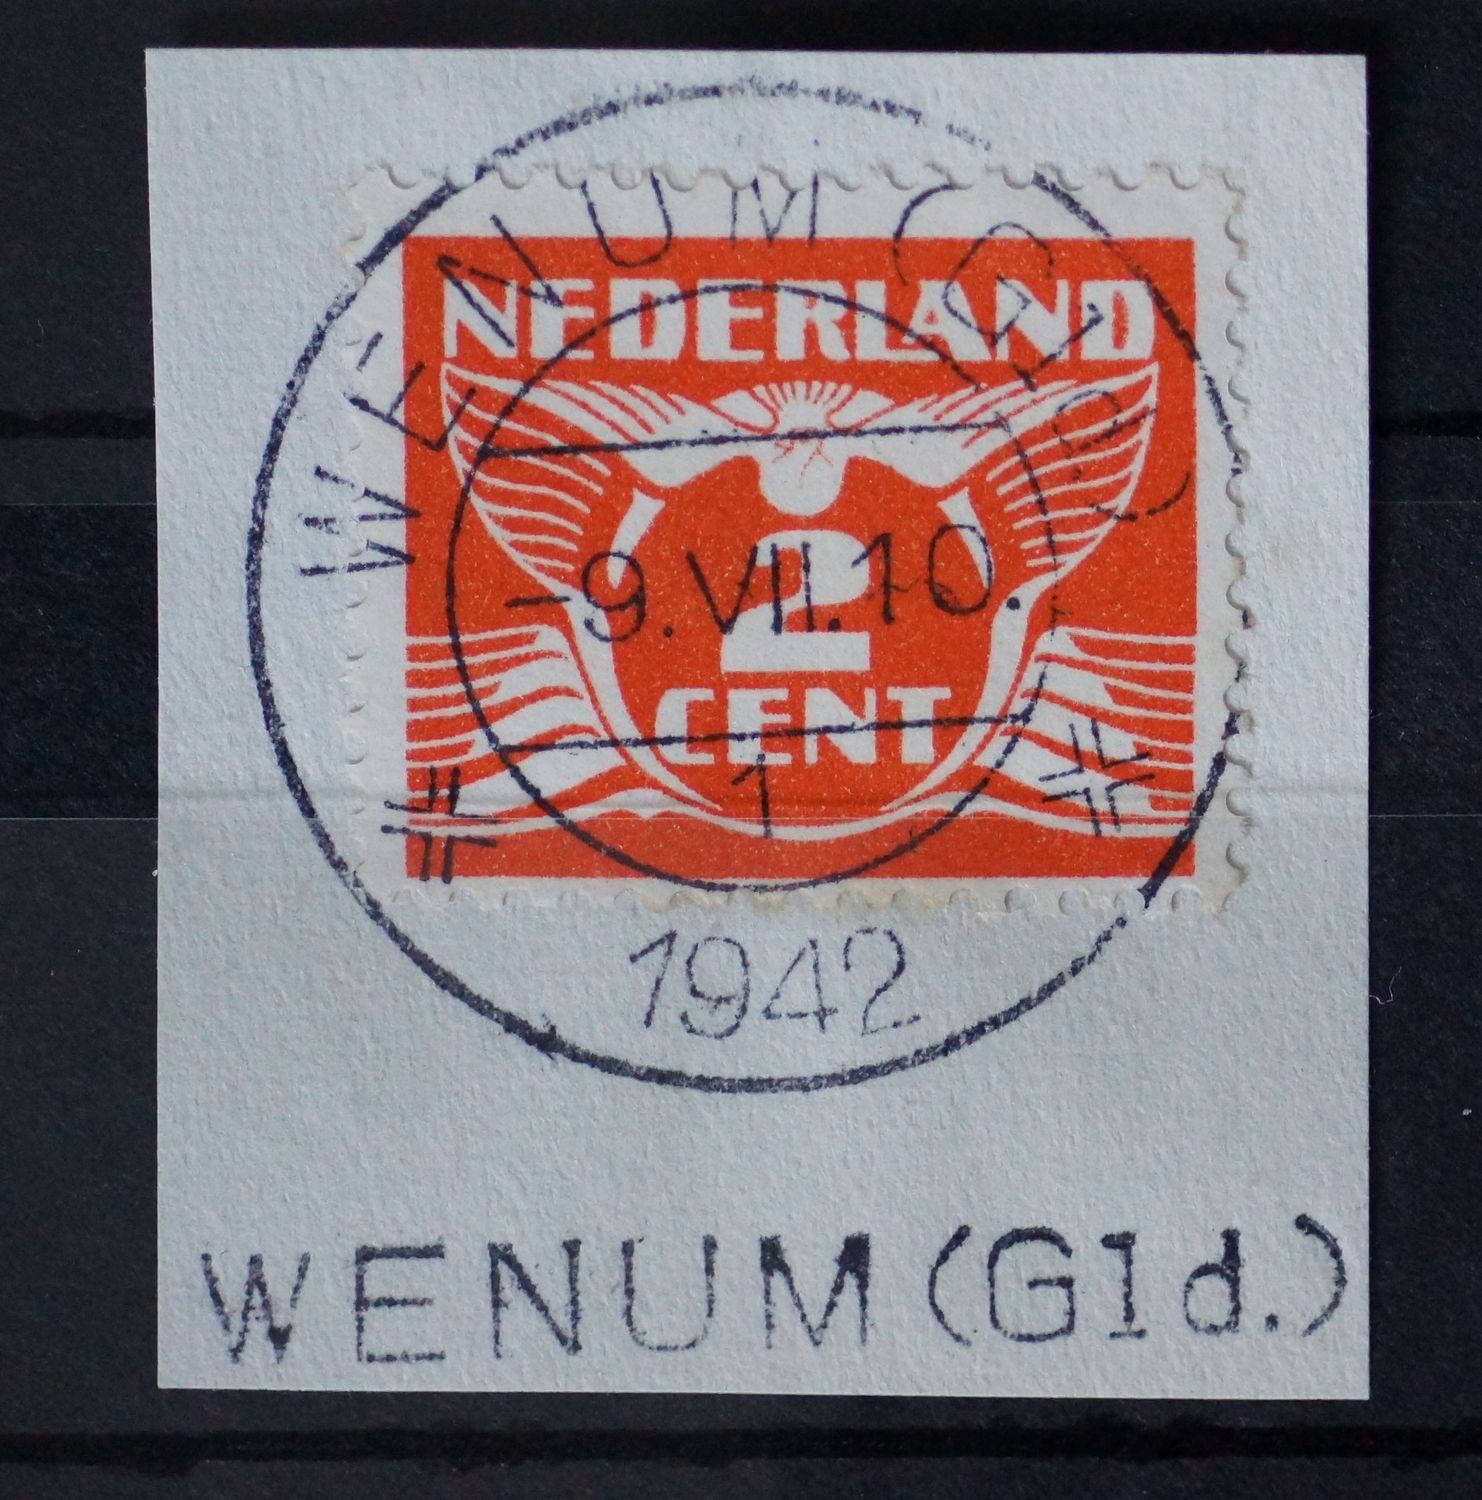 WENUM (Gld.)
NEDERLAND
-9.VII.10.
2
CENT
1
1942
WENUM (Gld.)